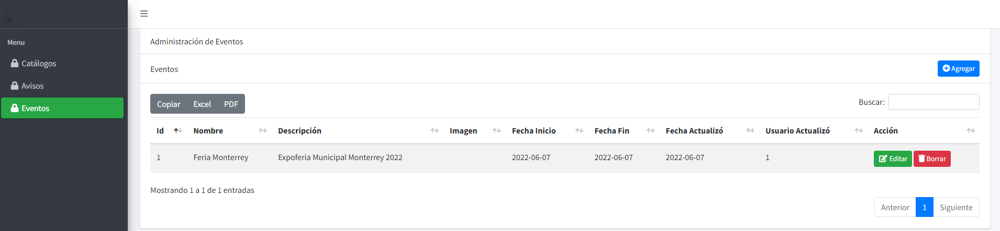 Menu
Catálogos
Avisos
Eventos
Administración de Eventos
Eventos
Agregar
Copiar Excel PDF
Buscar:
Id Nombre Descripción Imagen Fecha Inicio Fecha Fin Fecha Actualizó Usuario Actualizó Acción
1 Feria Monterrey Expoferia Municipal Monterrey 2022 2022-06-07 2022-06-07 2022-06-07 1 Editar Borrar
Mostrando 1 a 1 de 1 entradas
Anterior 1 Siguiente